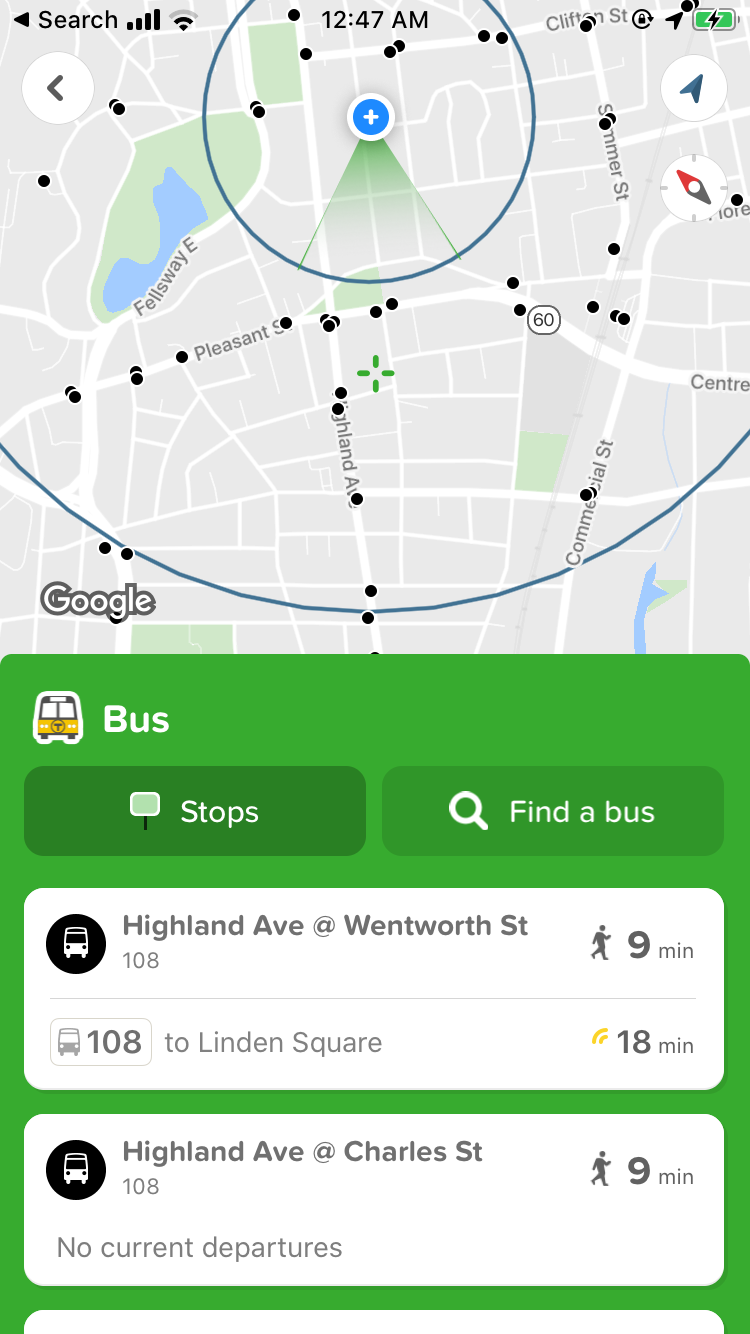 ◀ Search
12:47 AM
Clifton St
Summer St
Fellsway E
Pleasant St
60
Centre
Highland Ave
Commercial St
Google
Bus
Stops
Find a bus
Highland Ave @ Wentworth St
9 min
108
108 to Linden Square
18 min
Highland Ave @ Charles St
9 min
108
No current departures